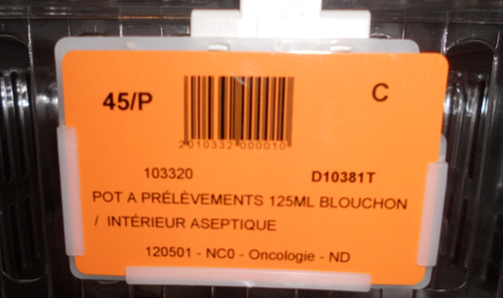 45/P
C
2010332000010
103320
D10381T
POT A PRÉLÈVEMENTS 125ML BLOUCHON
/ INTÉRIEUR ASEPTIQUE
120501 - NC0 - Oncologie - ND